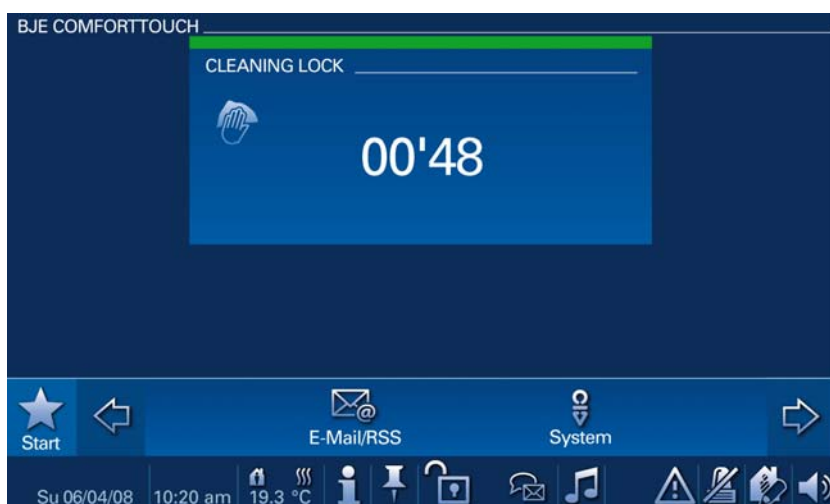 BJE COMFORTTOUCH
CLEANING LOCK
00'48
Start
E-Mail/RSS
System
Su 06/04/08 10:20 am 19.3 °C